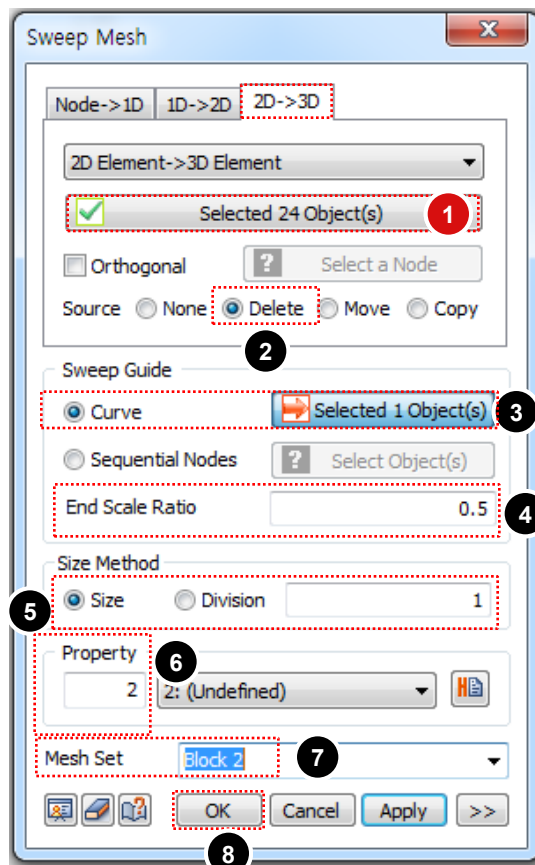 Sweep Mesh
Node->1D 1D->2D 2D->3D
2D Element->3D Element
Selected 24 Object(s) 1
Orthogonal ? Select a Node
Source None Delete Move Copy
2
Sweep Guide
Curve Selected 1 Object(s) 3
Sequential Nodes ? Select Object(s)
End Scale Ratio 0.5 4
Size Method
5 Size Division 1
Property 6
2 2: (Undefined)
Mesh Set Block 2 7
OK Cancel Apply >>
8